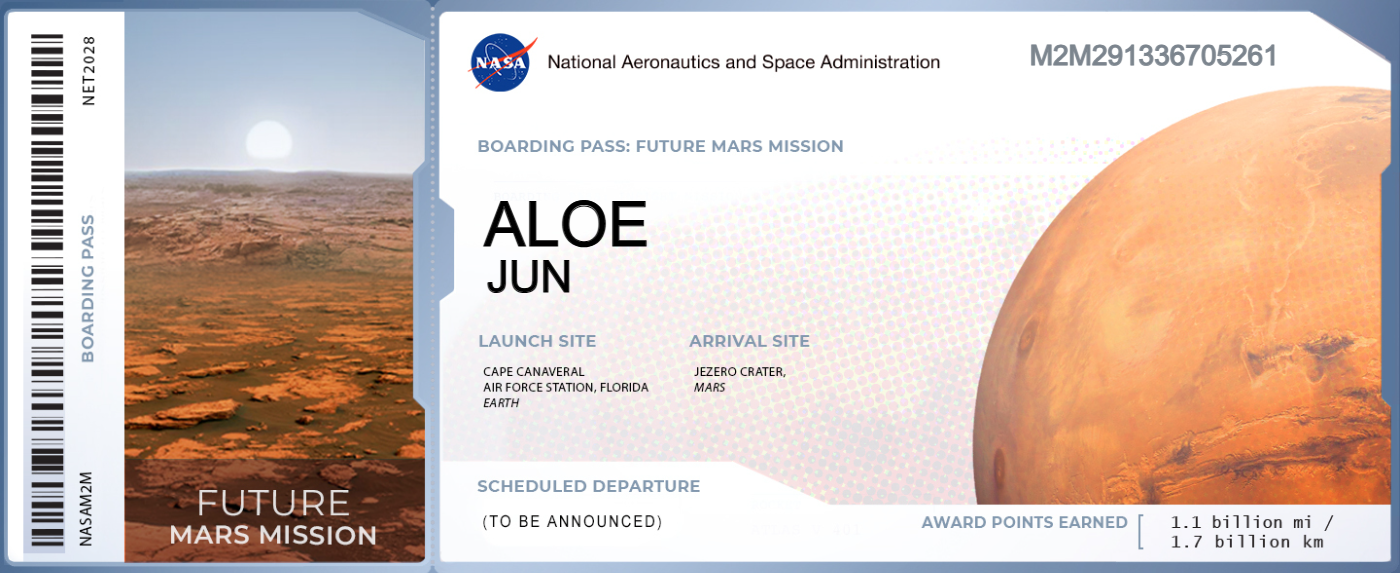 NET2028
BOARDING PASS
NASAM2M
FUTURE
MARS MISSION
NASA
National Aeronautics and Space Administration
M2M291336705261
BOARDING PASS: FUTURE MARS MISSION
ALOE
JUN
LAUNCH SITE
CAPE CANAVERAL
AIR FORCE STATION, FLORIDA
EARTH
ARRIVAL SITE
JEZERO CRATER,
MARS
SCHEDULED DEPARTURE
(TO BE ANNOUNCED)
AWARD POINTS EARNED
1.1 billion mi /
1.7 billion km